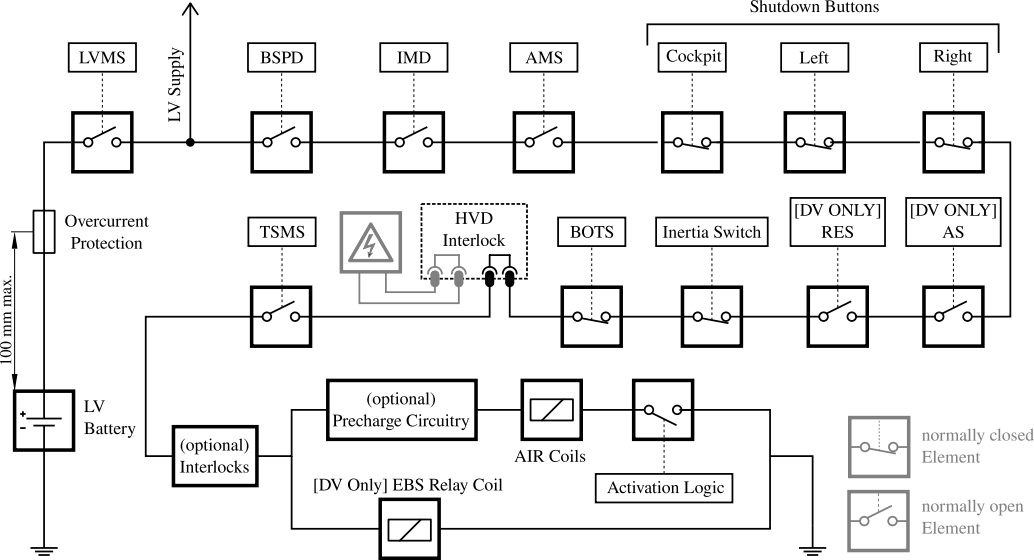 Shutdown Buttons
LVMS
LV Supply
BSPD
IMD
AMS
Cockpit
Left
Right
Overcurrent
Protection
TSMS
HVD
Interlock
BOTS
Inertia Switch
[DV ONLY]
RES
[DV ONLY]
AS
100 mm max.
+
-
LV
Battery
(optional)
Interlocks
(optional)
Precharge Circuitry
AIR Coils
Activation Logic
[DV Only] EBS Relay Coil
normally closed
Element
normally open
Element